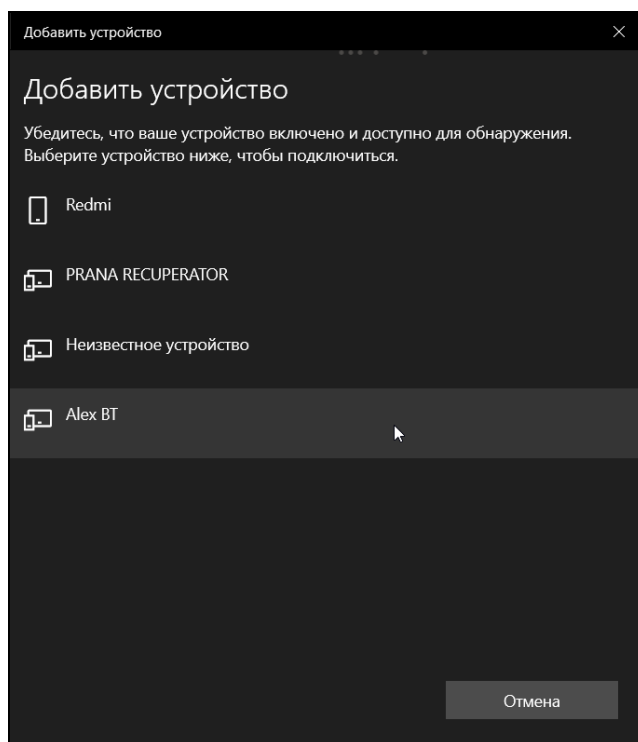 Добавить устройство
Добавить устройство
Убедитесь, что ваше устройство включено и доступно для обнаружения.
Выберите устройство ниже, чтобы подключиться.
Redmi
PRANA RECUPERATOR
Неизвестное устройство
Alex BT
Отмена